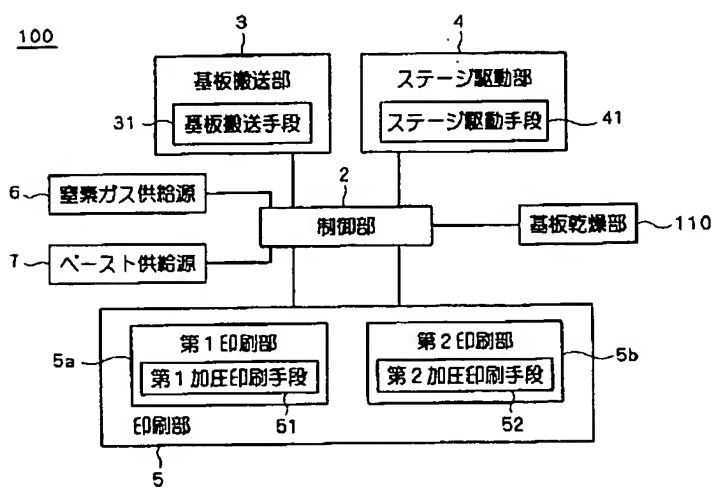 100
3
4
基板搬送部
ステージ駆動部
31
基板搬送手段
ステージ駆動手段
41
6
窒素ガス供給源
2
制御部
基板乾燥部
110
7
ペースト供給源
5a
第1印刷部
第2印刷部
5b
第1加圧印刷手段
第2加圧印刷手段
51
52
印刷部
5